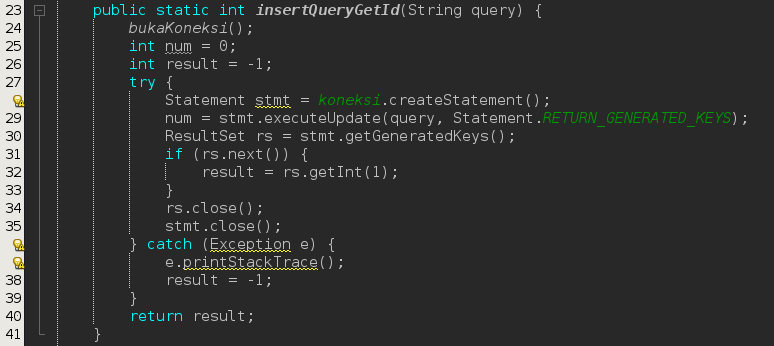 23 public static int insertQueryGetId(String query) {
24 bukaKoneksi();
25 int num = 0;
26 int result = -1;
27 try {
Statement stmt = koneksi.createStatement();
29 num = stmt.executeUpdate(query, Statement.RETURN_GENERATED_KEYS);
30 ResultSet rs = stmt.getGeneratedKeys();
31 if (rs.next()) {
32 result = rs.getInt(1);
33 }
34 rs.close();
35 stmt.close();
} catch (Exception e) {
e.printStackTrace();
38 result = -1;
39 }
40 return result;
41 }